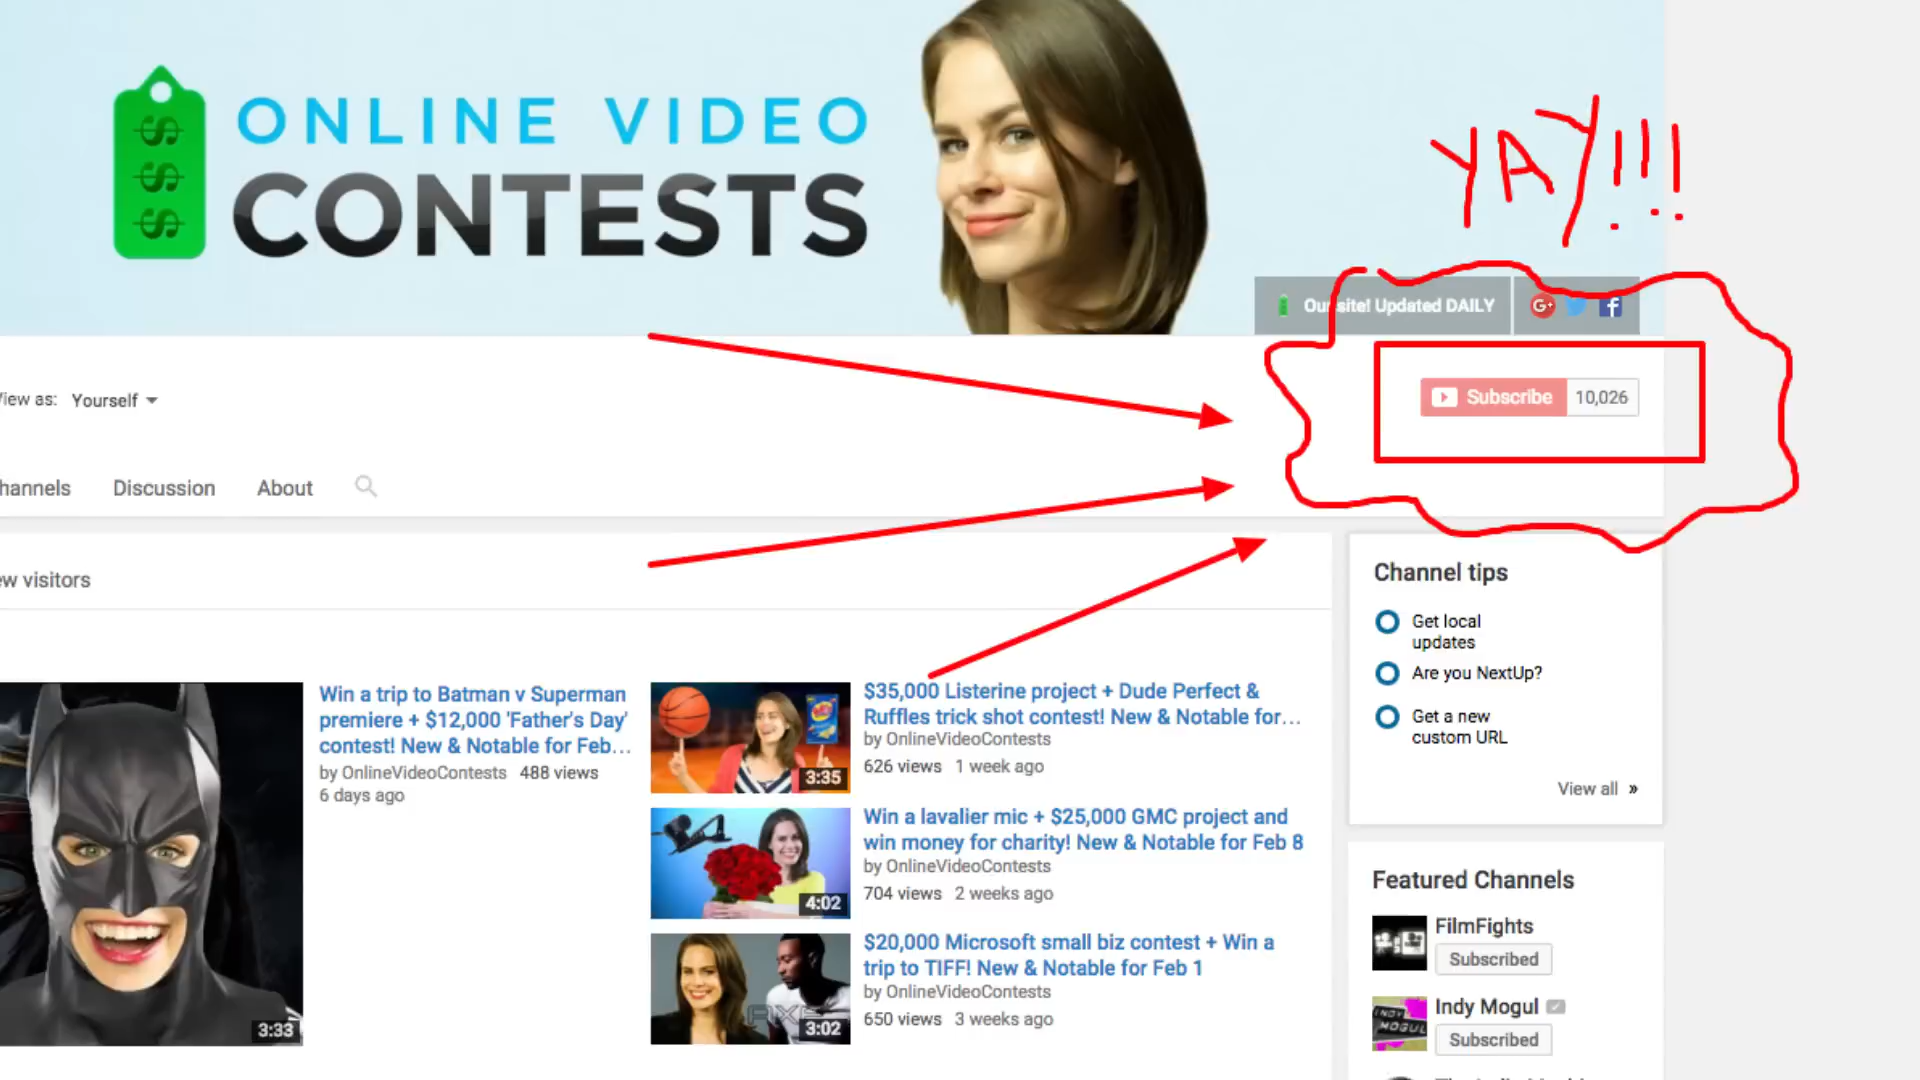 ONLINE VIDEO
CONTESTS
$
$
$
YAY!!!
Our site! Updated DAILY
G+
f
View as: Yourself
Subscribe 10,026
hannels Discussion About
ew visitors
Win a trip to Batman v Superman
premiere + $12,000 'Father's Day'
contest! New & Notable for Feb...
by OnlineVideoContests 488 views
6 days ago
3:33
$35,000 Listerine project + Dude Perfect &
Ruffles trick shot contest! New & Notable for...
by OnlineVideoContests
626 views 1 week ago
3:35
Win a lavalier mic + $25,000 GMC project and
win money for charity! New & Notable for Feb 8
by OnlineVideoContests
704 views 2 weeks ago
4:02
$20,000 Microsoft small biz contest + Win a
trip to TIFF! New & Notable for Feb 1
by OnlineVideoContests
650 views 3 weeks ago
AXE
3:02
Channel tips
Get local
updates
Are you NextUp?
Get a new
custom URL
View all »
Featured Channels
FilmFights
Subscribed
Indy Mogul
INDY
MOGUL
Subscribed